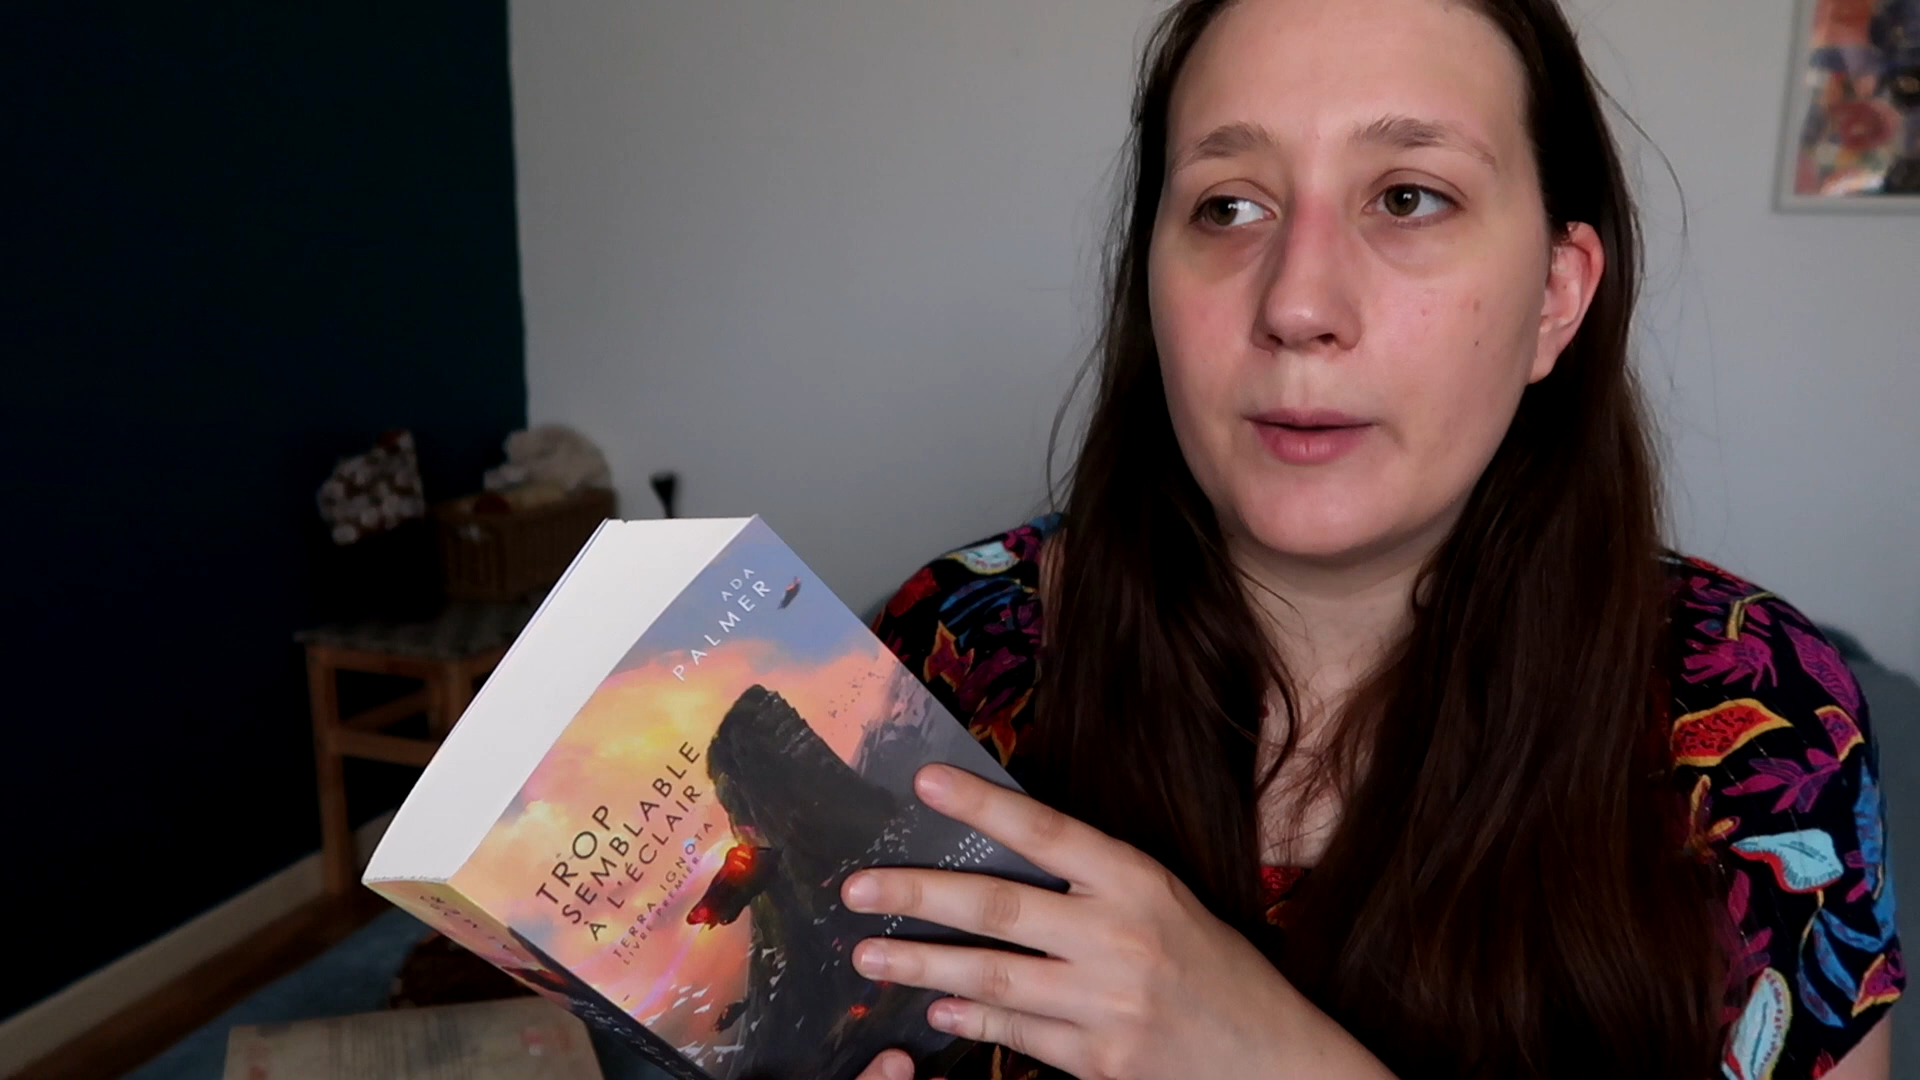 ADA
PALMER
TROP
SEMBLABLE
À L'ÉCLAIR
TERRA IGNOTA
LIVRE PREMIER